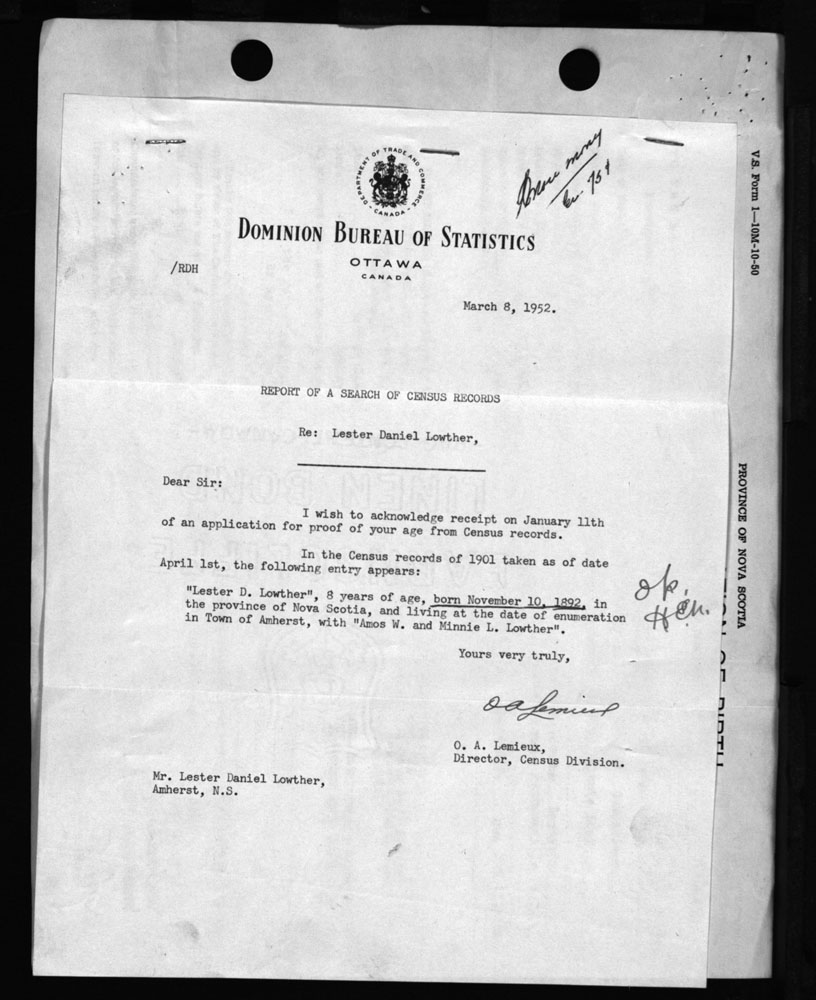 DEPARTMENT OF TRADE AND COMMERCE
CANADA
DOMINION BUREAU OF STATISTICS
OTTAWA
CANADA
/RDH
March 8, 1952.
REPORT OF A SEARCH OF CENSUS RECORDS
Re: Lester Daniel Lowther,
Dear Sir:
I wish to acknowledge receipt on January 11th
of an application for proof of your age from Census records.
In the Census records of 1901 taken as of date
April 1st, the following entry appears:
"Lester D. Lowther", 8 years of age, born November 10, 1892, in
the province of Nova Scotia, and living at the date of enumeration
in Town of Amherst, with "Amos W. and Minnie L. Lowther".
O.K.
Yours very truly,
O A Lemieux
O. A. Lemieux,
Director, Census Division.
Mr. Lester Daniel Lowther,
Amherst, N.S.
V.S. Form 1—10M-10-50
PROVINCE OF NOVA SCOTIA